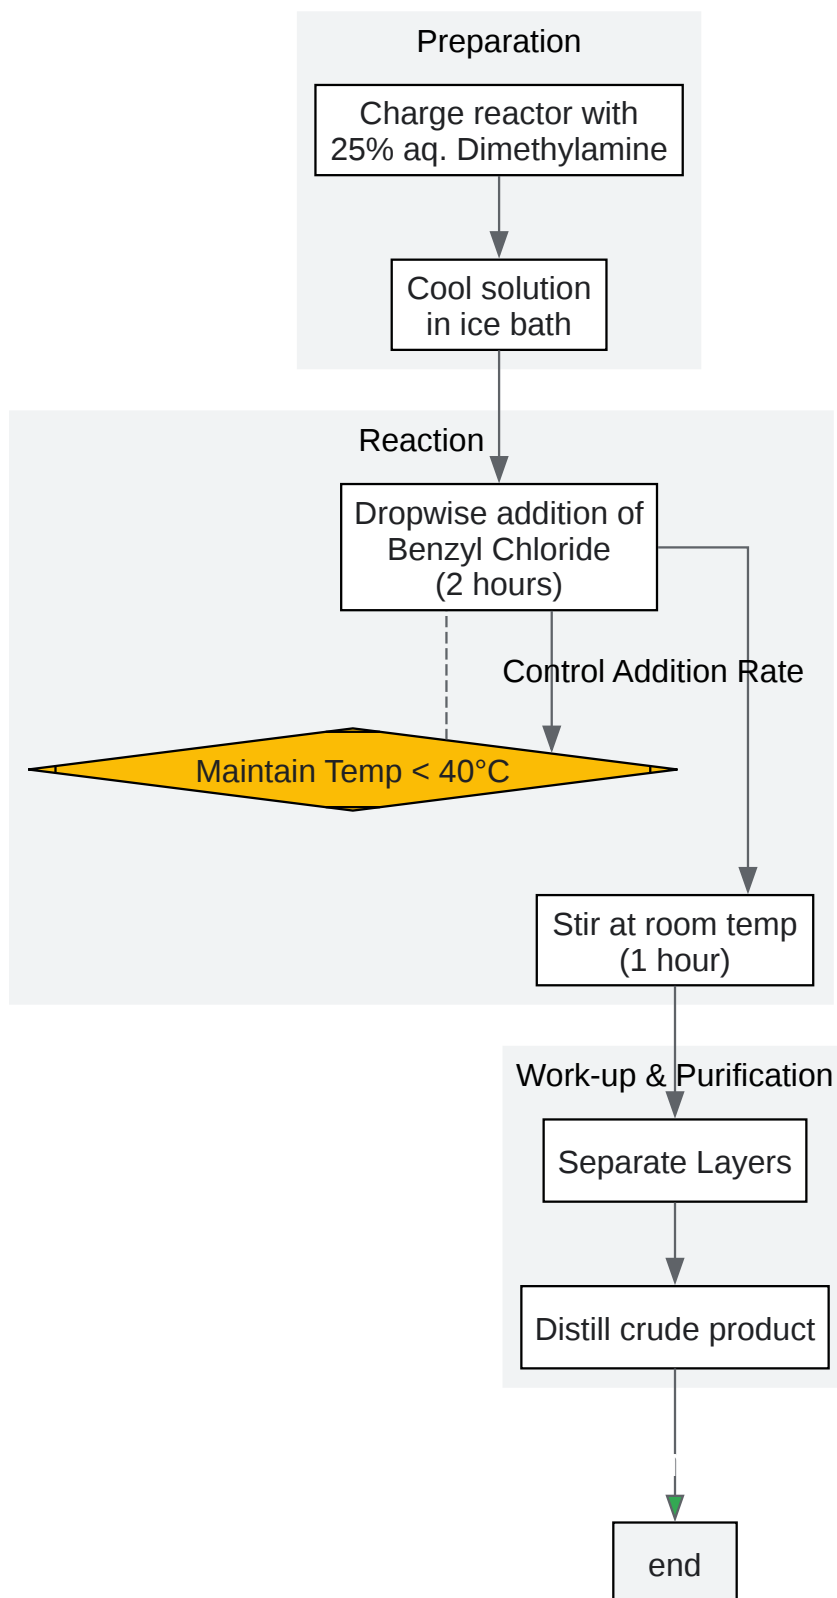 Preparation
Charge reactor with
25% aq. Dimethylamine
Cool solution
in ice bath
Reaction
Dropwise addition of
Benzyl Chloride
(2 hours)
Control Addition Rate
Maintain Temp < 40°C
Stir at room temp
(1 hour)
Work-up & Purification
Separate Layers
Distill crude product
end